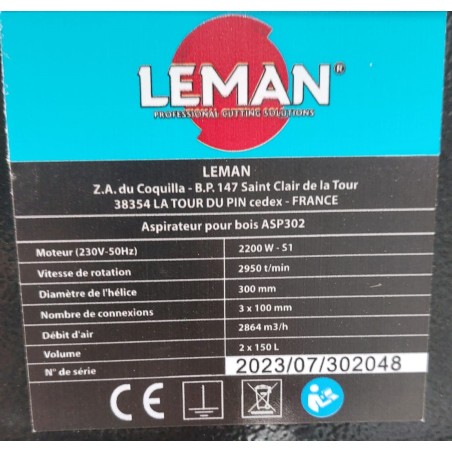 LEMAN®
PROFESSIONAL CUTTING SOLUTIONS
LEMAN
Z.A. du Coquilla - B.P. 147 Saint Clair de la Tour
38354 LA TOUR DU PIN cedex - FRANCE
Aspirateur pour bois ASP302
Moteur (230V-50Hz) 2200 W - S1
Vitesse de rotation 2950 t/min
Diamètre de l'hélice 300 mm
Nombre de connexions 3 x 100 mm
Débit d'air 2864 m3/h
Volume 2 x 150 L
N° de série 2023/07/302048
CE